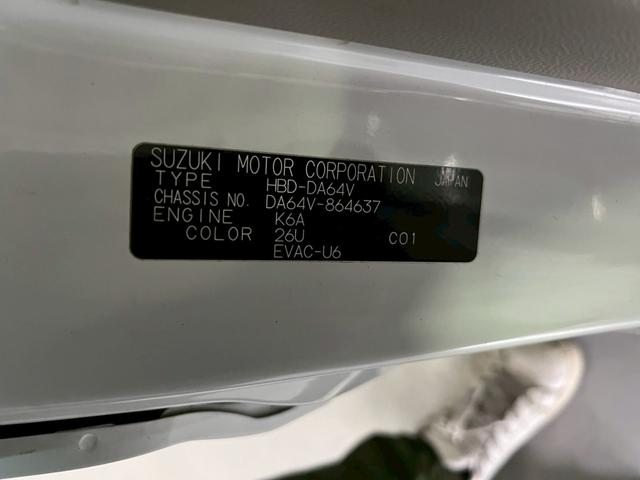 SUZUKI MOTOR CORPORATION JAPAN
TYPE HBD-DA64V
CHASSIS NO. DA64V-864637
ENGINE K6A
COLOR 26U C01
EVAC-U6